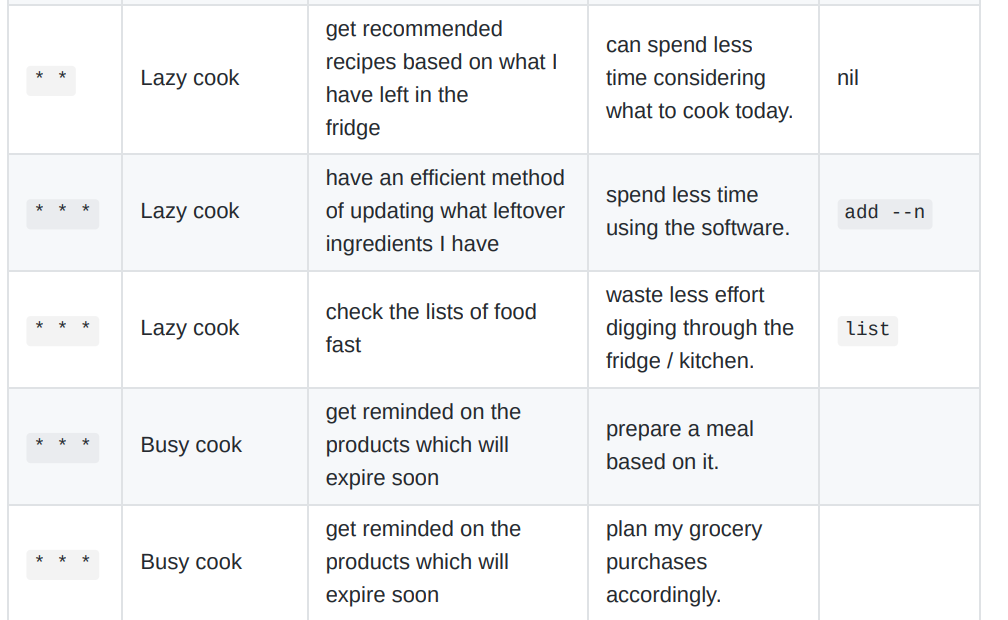 * *
Lazy cook
get recommended
recipes based on what I
have left in the
fridge
can spend less
time considering
what to cook today.
nil
* * *
Lazy cook
have an efficient method
of updating what leftover
ingredients I have
spend less time
using the software.
add --n
* * *
Lazy cook
check the lists of food
fast
waste less effort
digging through the
fridge / kitchen.
list
* * *
Busy cook
get reminded on the
products which will
expire soon
prepare a meal
based on it.
* * *
Busy cook
get reminded on the
products which will
expire soon
plan my grocery
purchases
accordingly.